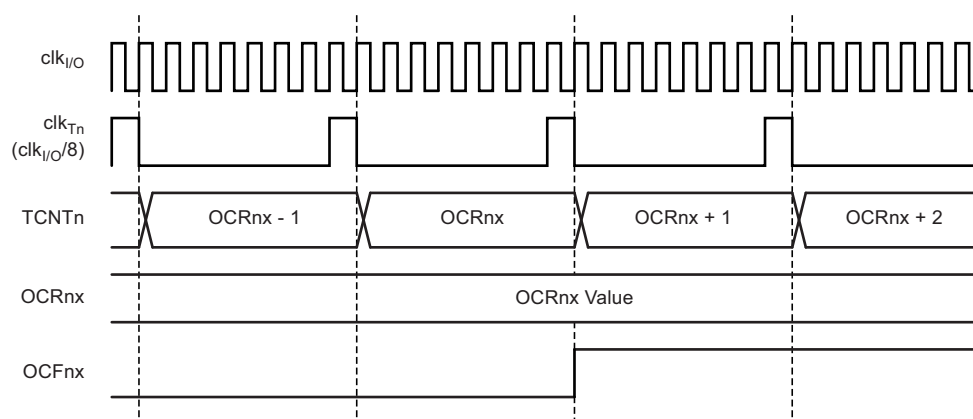 clkI/O
clkTn
(clkI/O/8)
TCNTn OCRnx - 1 OCRnx OCRnx + 1 OCRnx + 2
OCRnx OCRnx Value
OCFnx